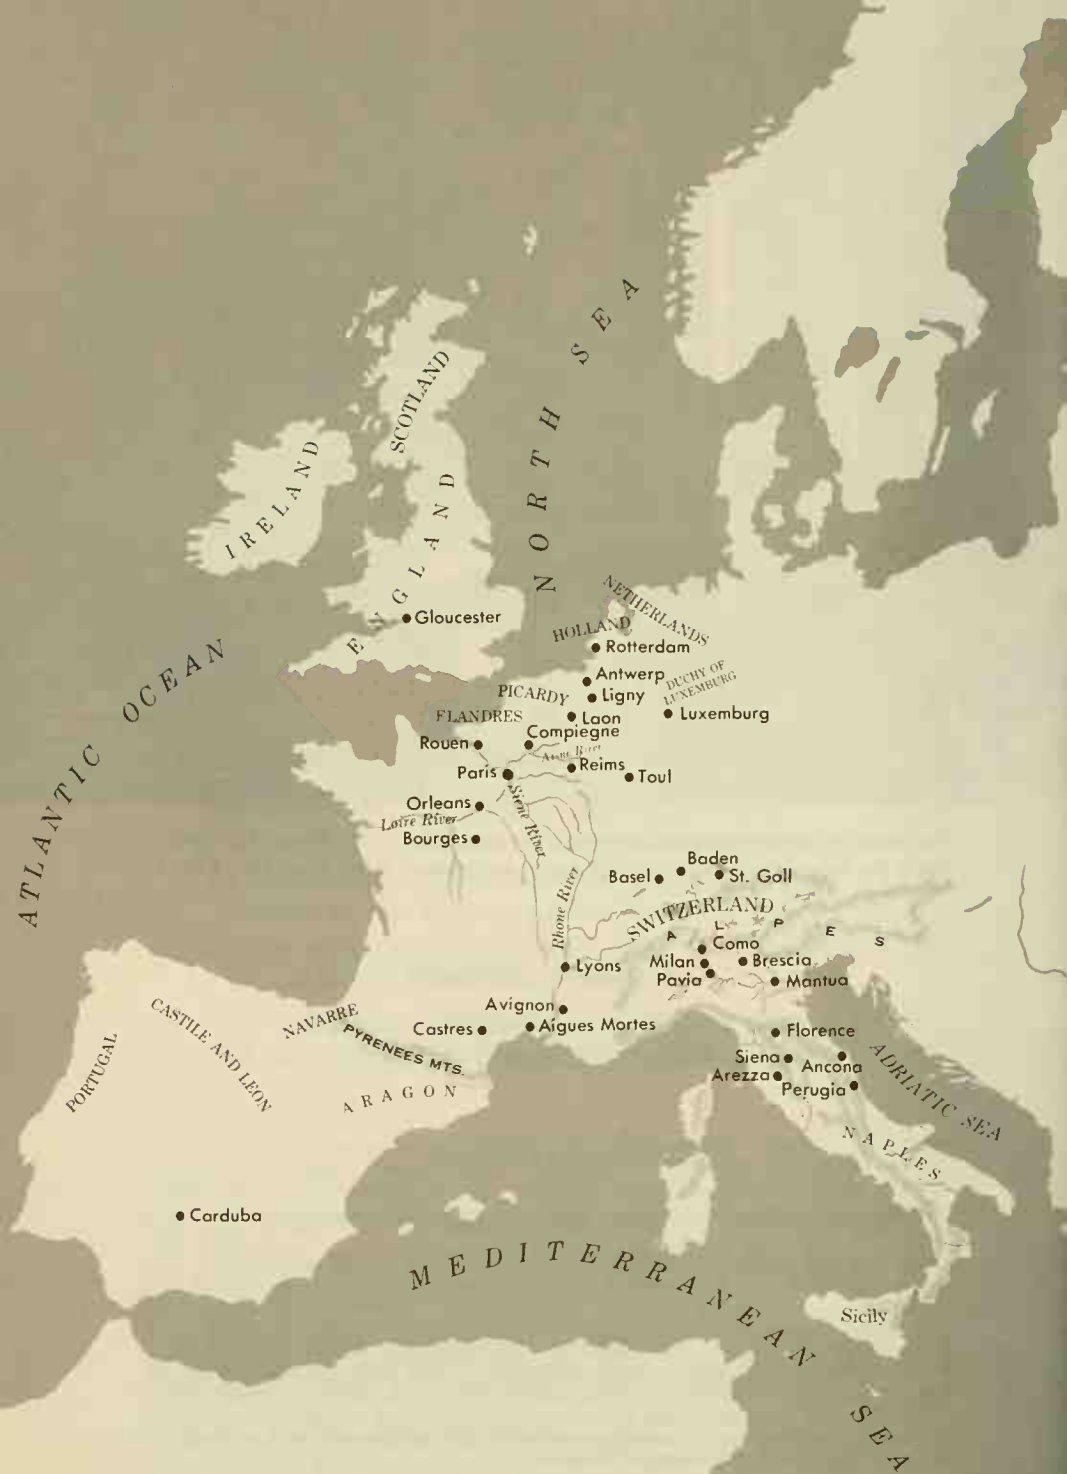 ATLANTIC OCEAN
NORTH SEA
SCOTLAND
IRELAND
ENGLAND
Gloucester
NETHERLANDS
HOLLAND
Rotterdam
Antwerp
DUCHY OF
LUXEMBURG
PICARDY
Ligny
FLANDRES
Laon
Luxemburg
Compiegne
Rouen
Aisne River
Paris
Reims
Toul
Orleans
Siene River
Loire River
Bourges
Baden
Basel
St. Goll
Rhone River
SWITZERLAND
ALPES
Como
Lyons
Milan
Brescia
Pavia
Mantua
Avignon
Castres
Aigues Mortes
NAVARRE
PYRENEES MTS.
CASTILE AND LEON
PORTUGAL
ARAGON
Florence
Siena
Ancona
Arezza
Perugia
ADRIATIC SEA
NAPLES
Carduba
MEDITERRANEAN SEA
Sicily